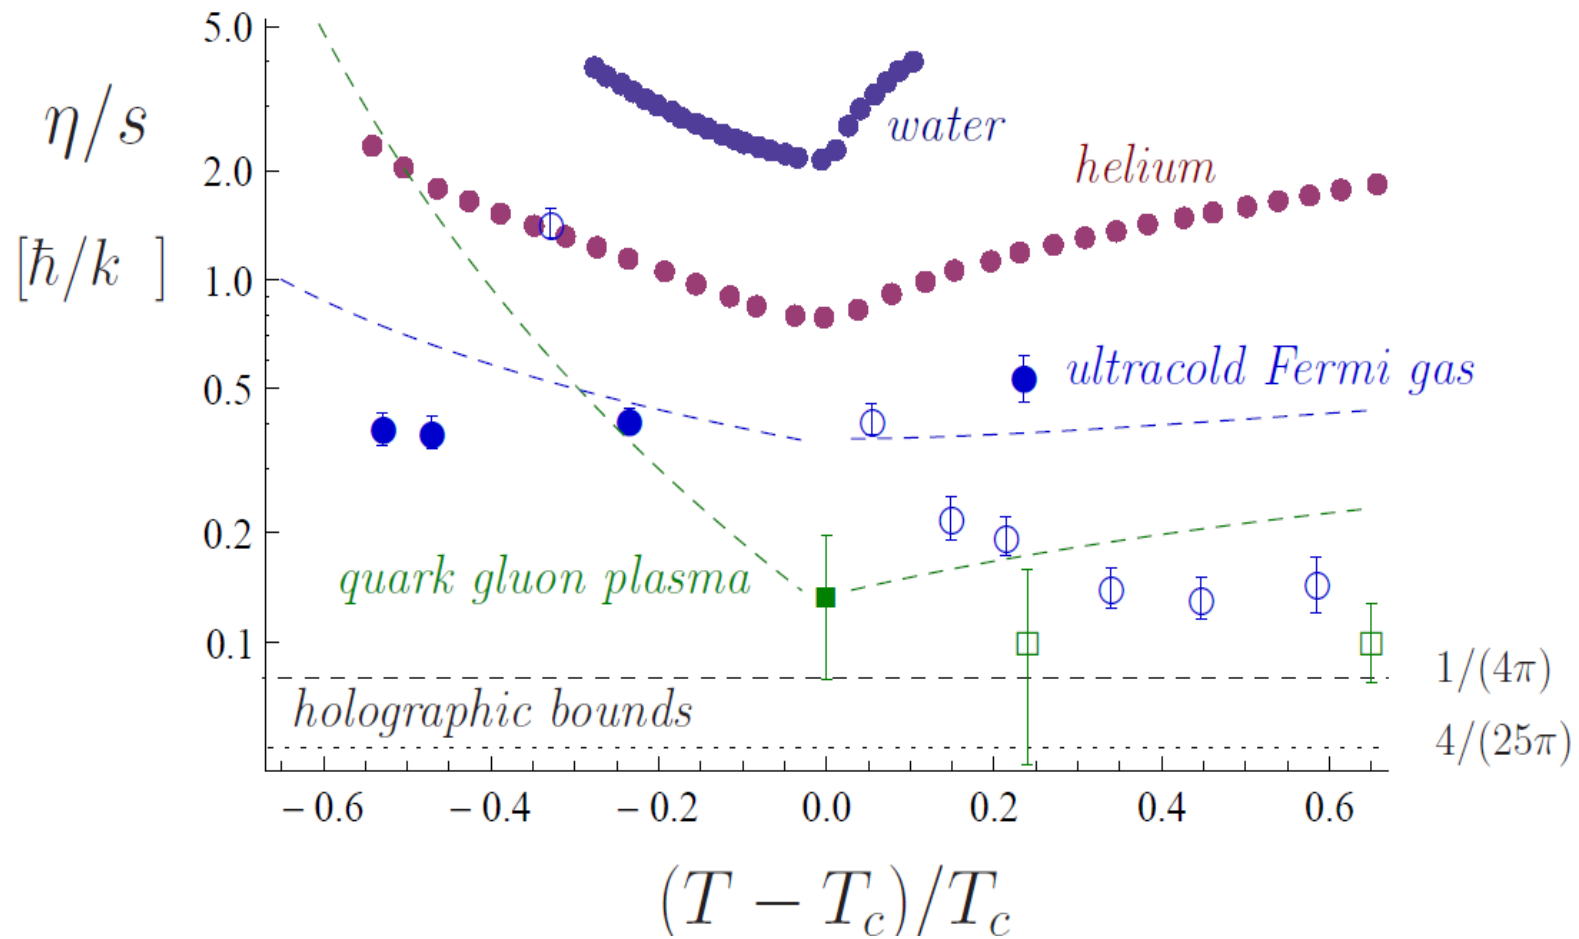 5.0
η/s
water
2.0
helium
[ħ/k ]
1.0
ultracold Fermi gas
0.5
0.2
quark gluon plasma
0.1
1/(4π)
holographic bounds
4/(25π)
− 0.6 − 0.4 − 0.2 0.0 0.2 0.4 0.6
(T − T_c)/T_c